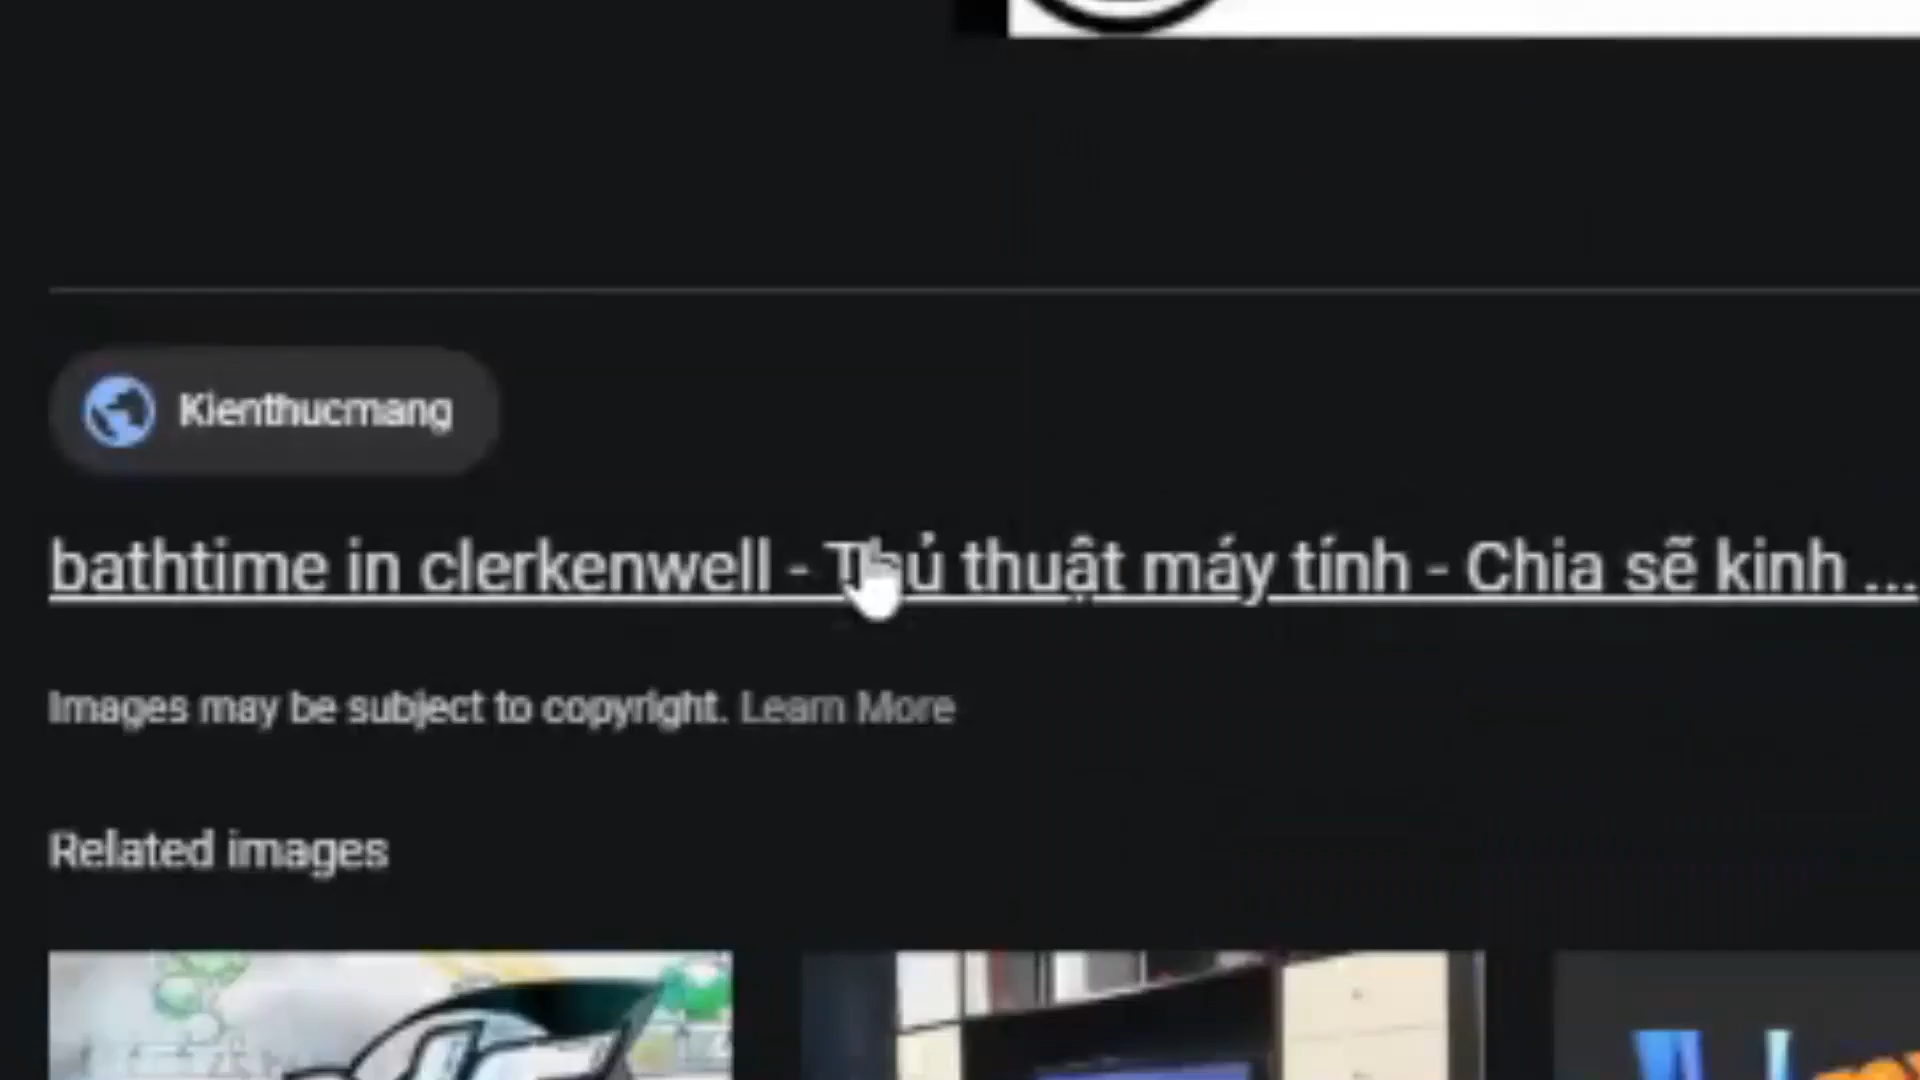 Kienthucmang
bathtime in clerkenwell - Thủ thuật máy tính - Chia sẽ kinh ...
Images may be subject to copyright. Learn More
Related images